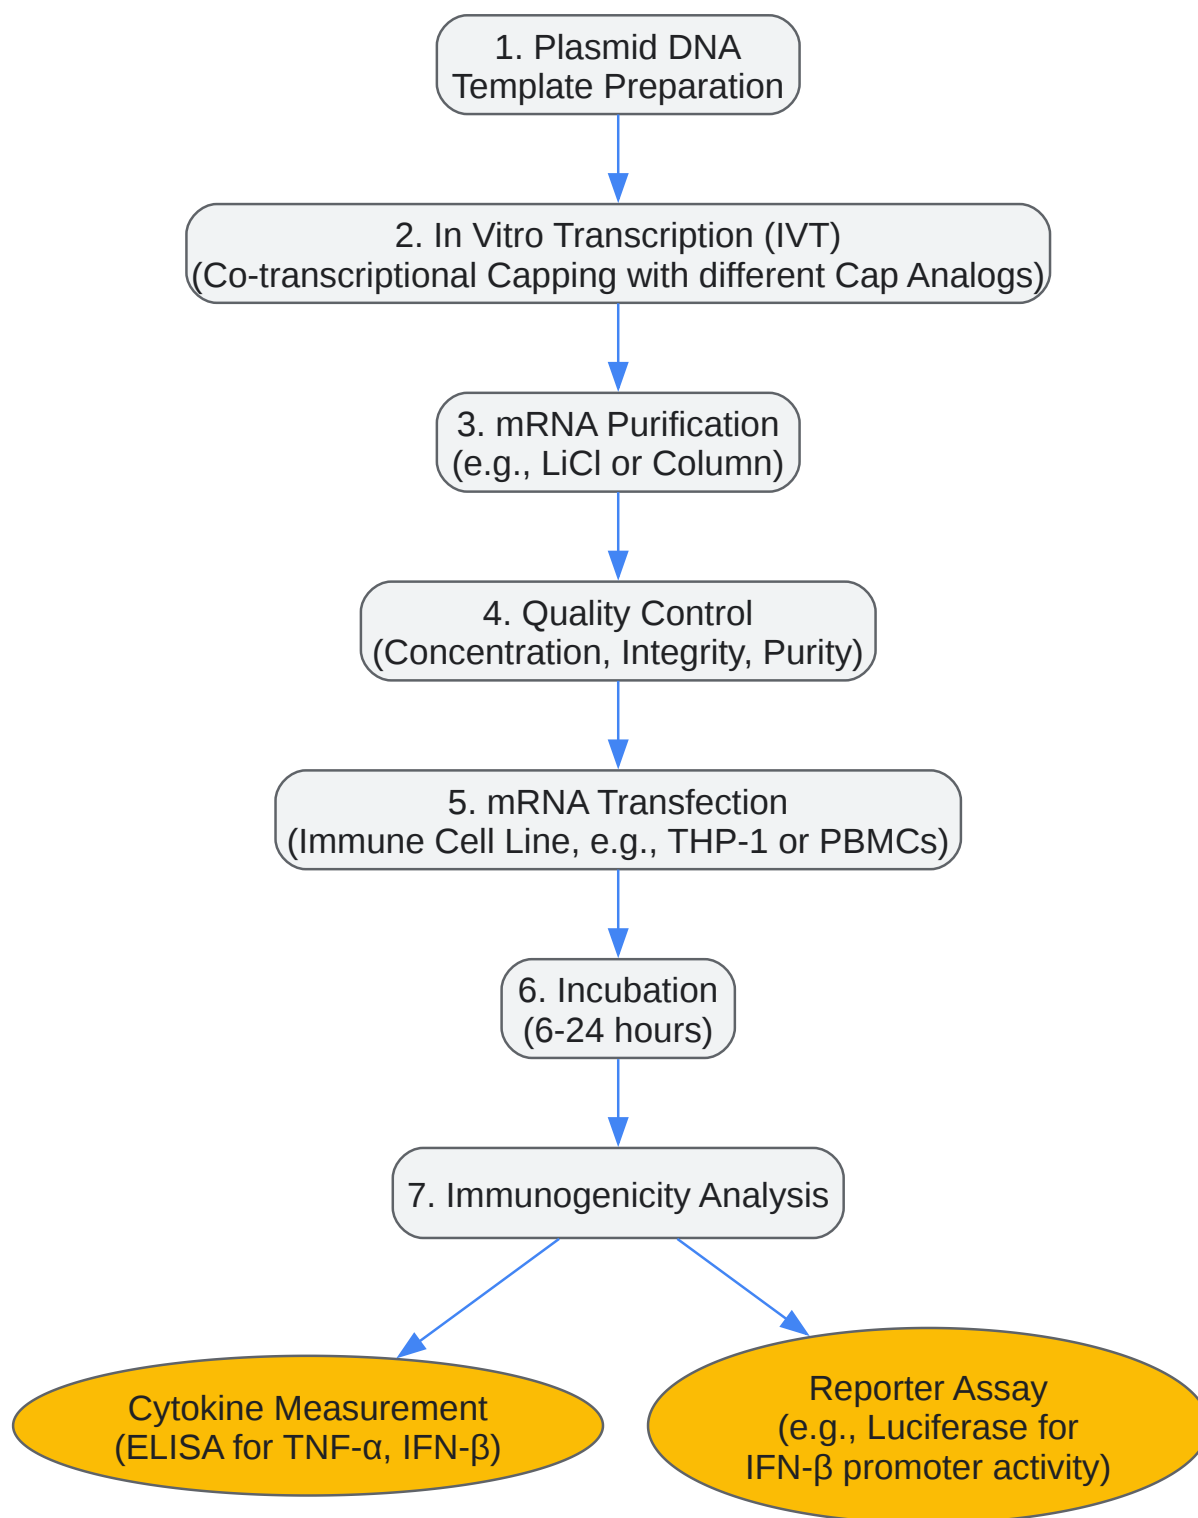 1. Plasmid DNA
Template Preparation
2. In Vitro Transcription (IVT)
(Co-transcriptional Capping with different Cap Analogs)
3. mRNA Purification
(e.g., LiCl or Column)
4. Quality Control
(Concentration, Integrity, Purity)
5. mRNA Transfection
(Immune Cell Line, e.g., THP-1 or PBMCs)
6. Incubation
(6-24 hours)
7. Immunogenicity Analysis
Cytokine Measurement
(ELISA for TNF-α, IFN-β)
Reporter Assay
(e.g., Luciferase for
IFN-β promoter activity)